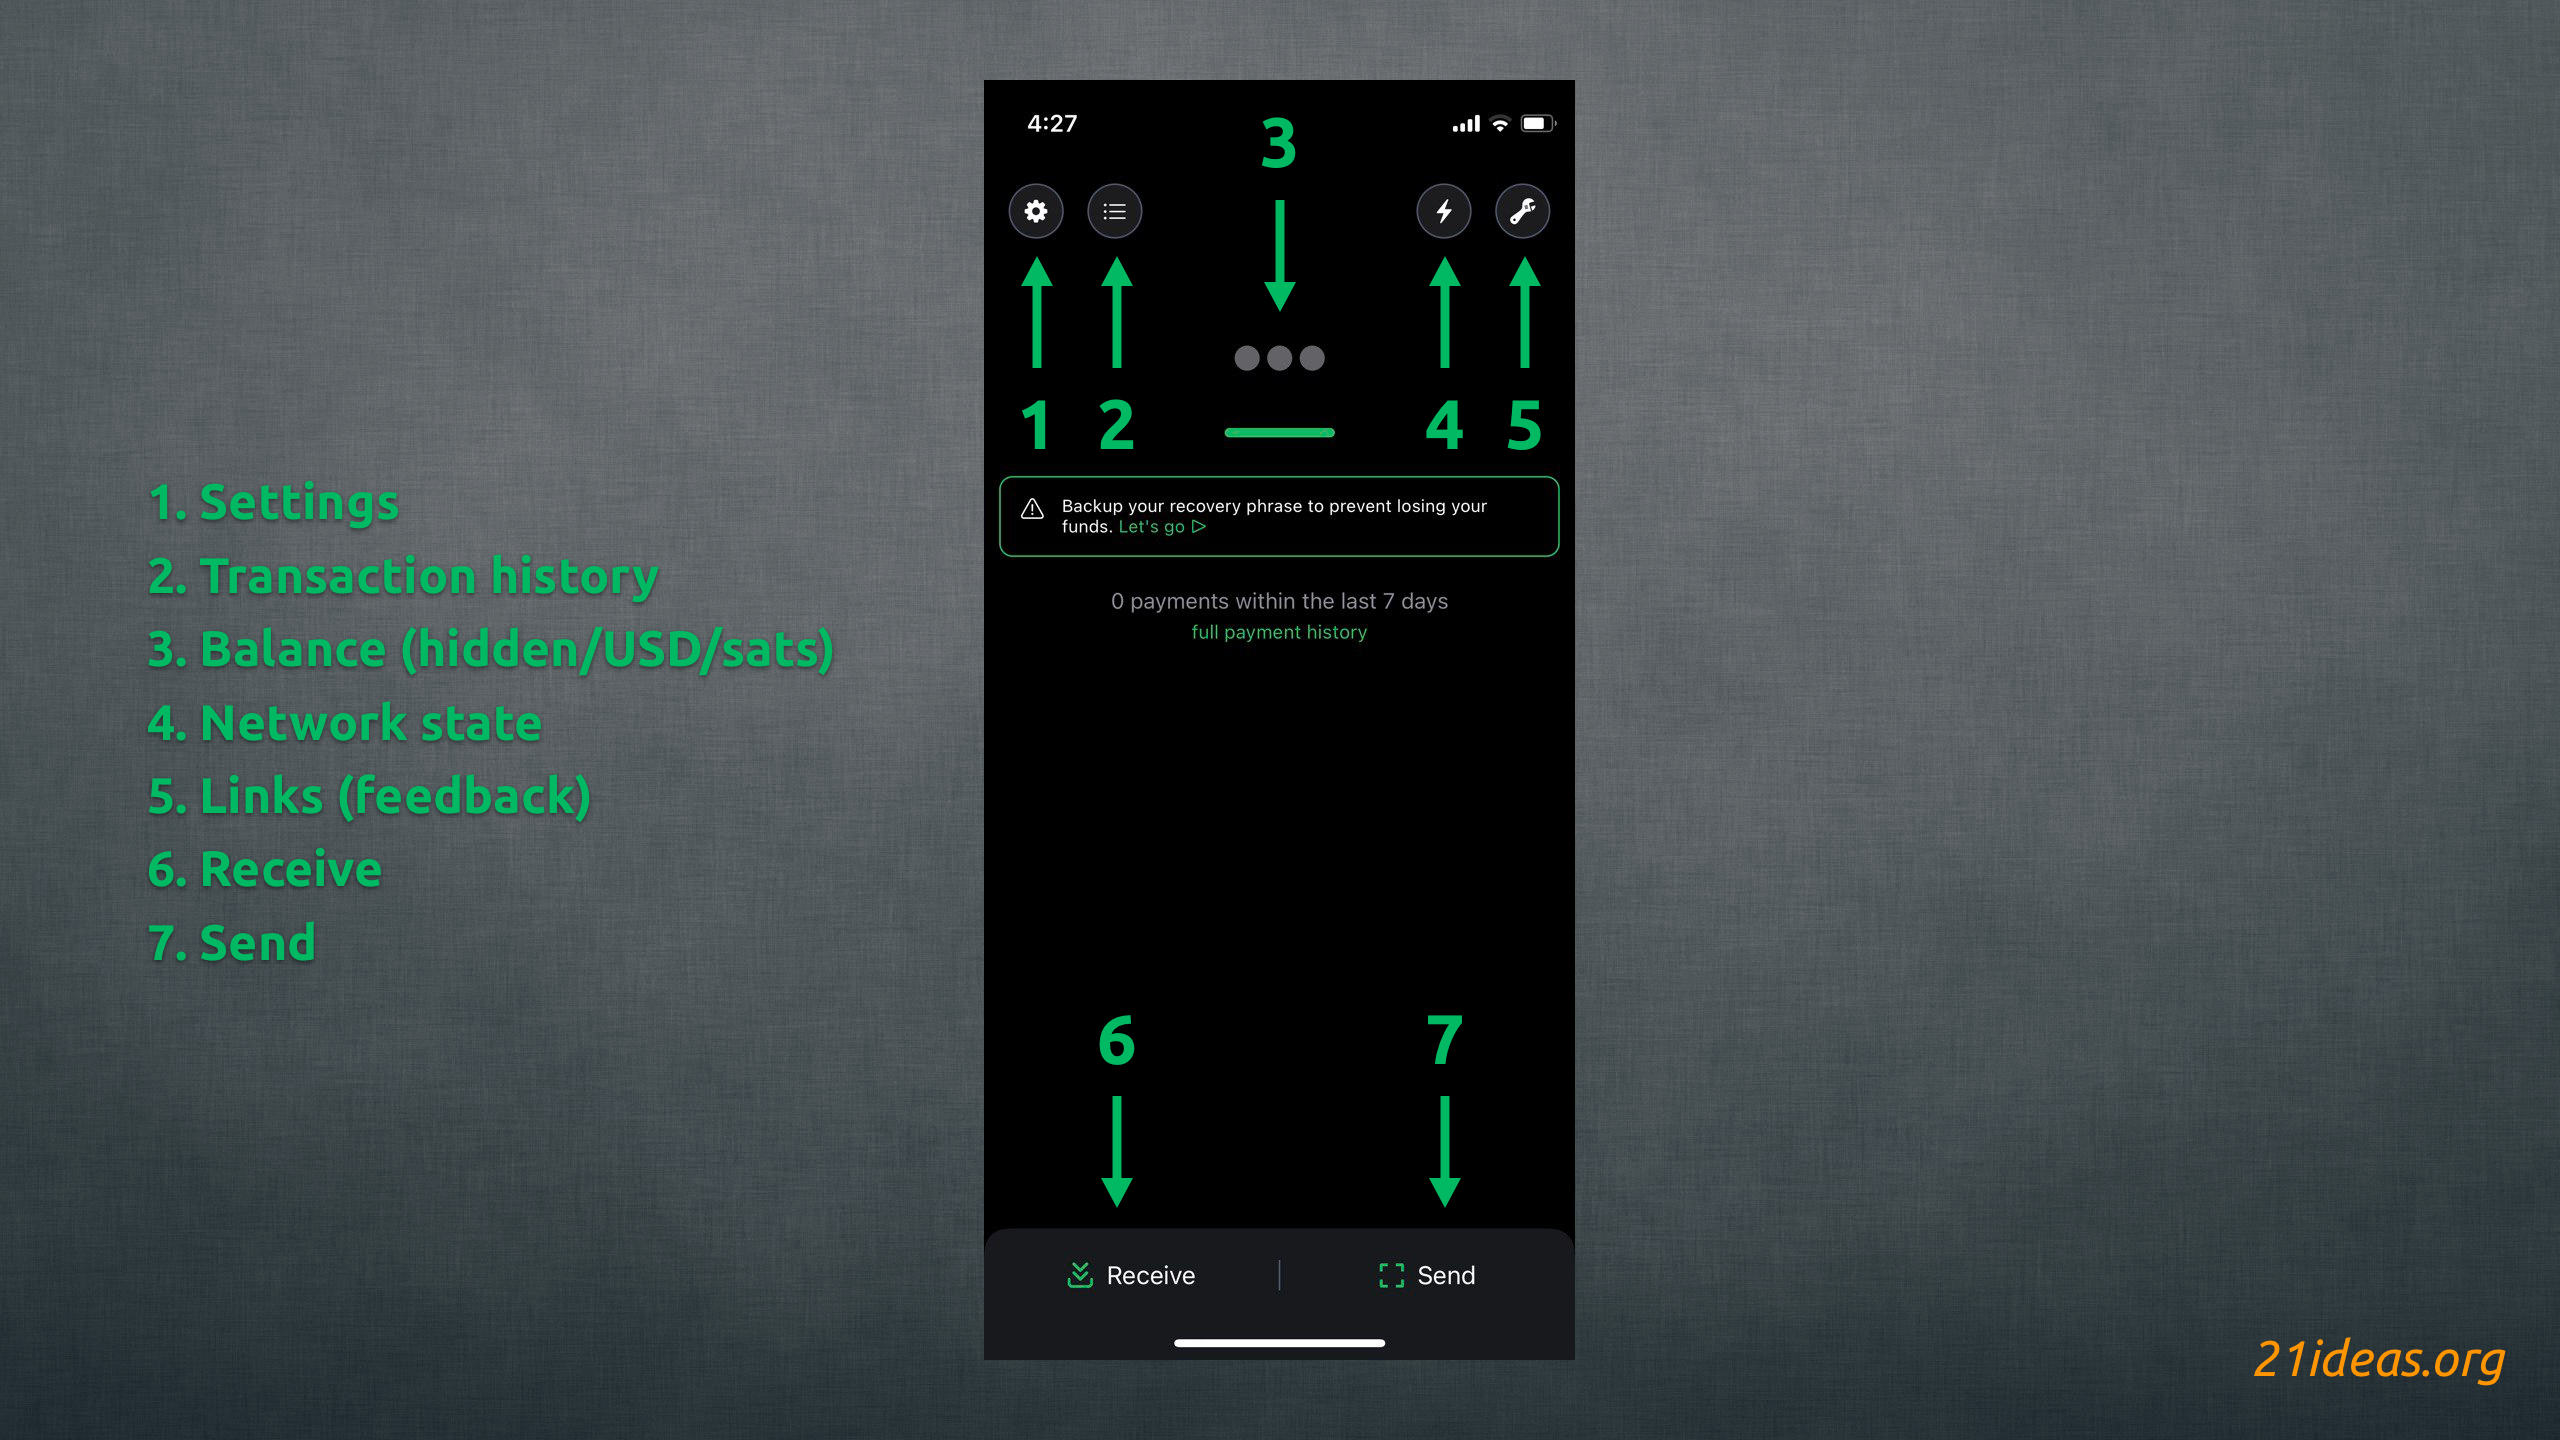 1. Settings
2. Transaction history
3. Balance (hidden/USD/sats)
4. Network state
5. Links (feedback)
6. Receive
7. Send
4:27
3
1 2 4 5
Backup your recovery phrase to prevent losing your
funds. Let's go
0 payments within the last 7 days
full payment history
6 7
Receive Send
21ideas.org